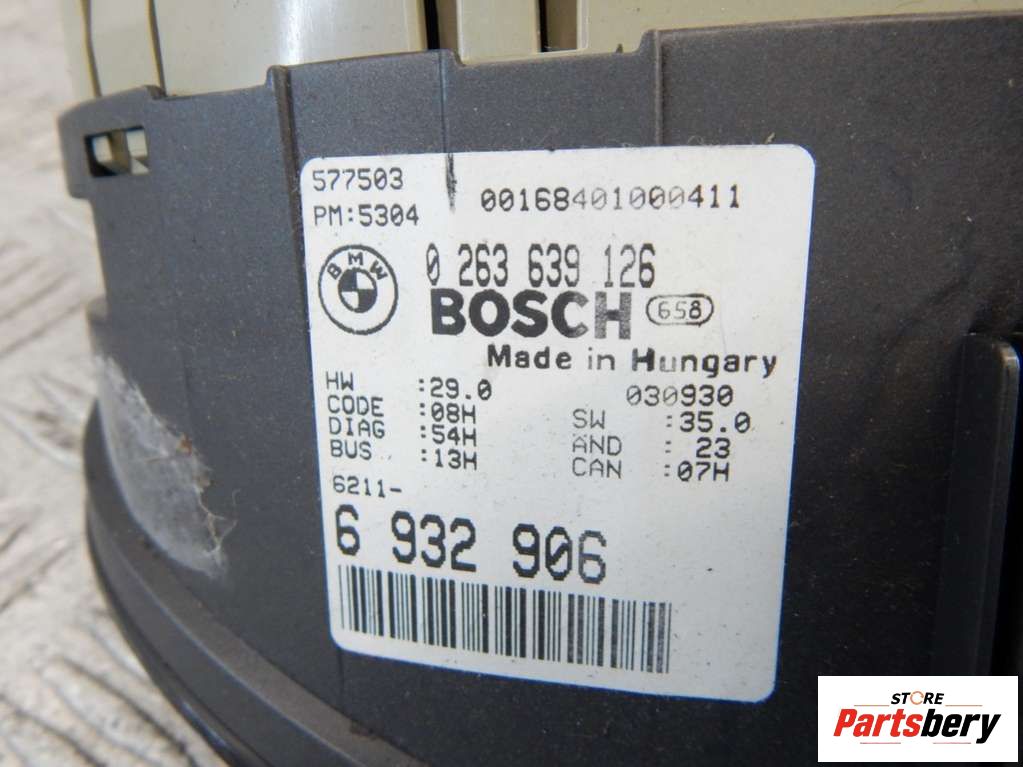 577503
PM:5304
00168401000411
BMW
0 263 639 126
BOSCH 658
Made in Hungary
030930
HW :29.0
CODE :08H
DIAG :54H
BUS :13H
SW :35.0
AND : 23
CAN :07H
6211-
6 932 906
STORE
Partsbery